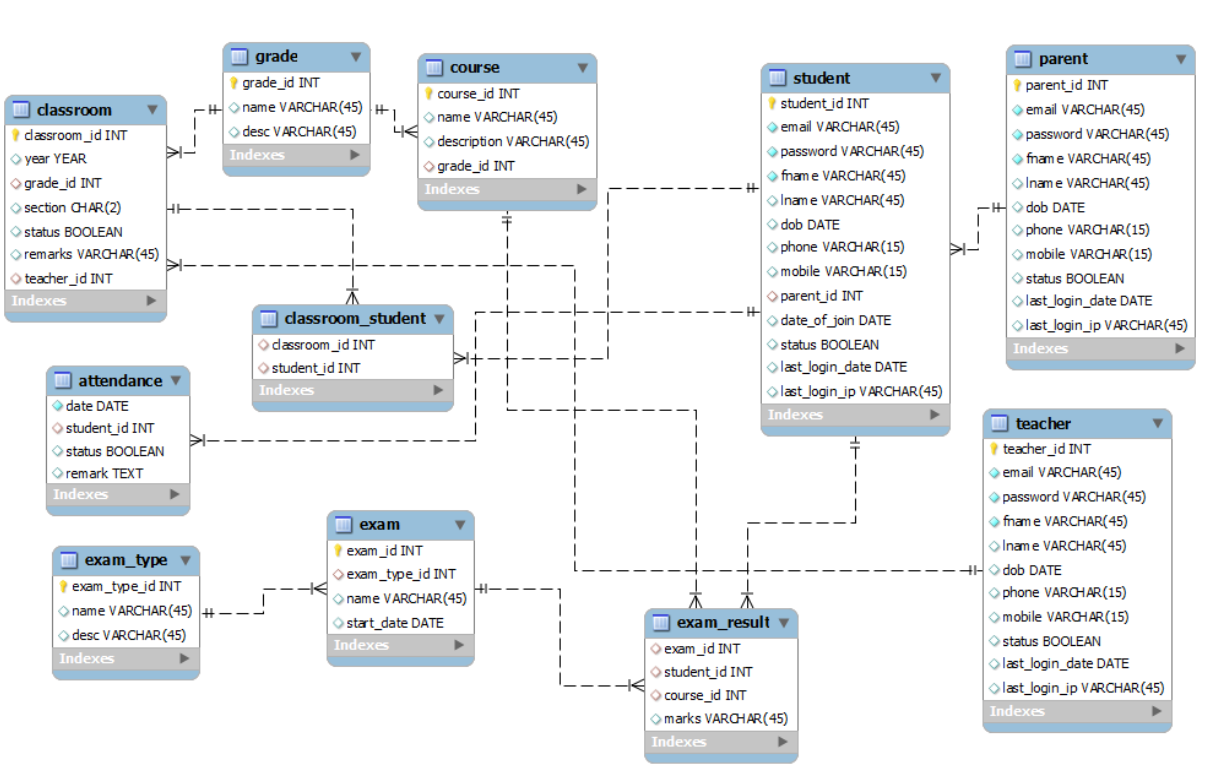 grade
grade_id INT
name VARCHAR(45)
desc VARCHAR(45)
Indexes
course
course_id INT
name VARCHAR(45)
description VARCHAR(45)
grade_id INT
Indexes
classroom
classroom_id INT
year YEAR
grade_id INT
section CHAR(2)
status BOOLEAN
remarks VARCHAR(45)
teacher_id INT
Indexes
student
student_id INT
email VARCHAR(45)
password VARCHAR(45)
fname VARCHAR(45)
lname VARCHAR(45)
dob DATE
phone VARCHAR(15)
mobile VARCHAR(15)
parent_id INT
date_of_join DATE
status BOOLEAN
last_login_date DATE
last_login_ip VARCHAR(45)
Indexes
parent
parent_id INT
email VARCHAR(45)
password VARCHAR(45)
fname VARCHAR(45)
lname VARCHAR(45)
dob DATE
phone VARCHAR(15)
mobile VARCHAR(15)
status BOOLEAN
last_login_date DATE
last_login_ip VARCHAR(45)
Indexes
classroom_student
classroom_id INT
student_id INT
Indexes
attendance
date DATE
student_id INT
status BOOLEAN
remark TEXT
Indexes
teacher
teacher_id INT
email VARCHAR(45)
password VARCHAR(45)
fname VARCHAR(45)
lname VARCHAR(45)
dob DATE
phone VARCHAR(15)
mobile VARCHAR(15)
status BOOLEAN
last_login_date DATE
last_login_ip VARCHAR(45)
Indexes
exam_type
exam_type_id INT
name VARCHAR(45)
desc VARCHAR(45)
Indexes
exam
exam_id INT
exam_type_id INT
name VARCHAR(45)
start_date DATE
Indexes
exam_result
exam_id INT
student_id INT
course_id INT
marks VARCHAR(45)
Indexes